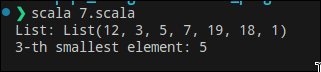 ❯ scala 7.scala
List: List(12, 3, 5, 7, 19, 18, 1)
3-th smallest element: 5